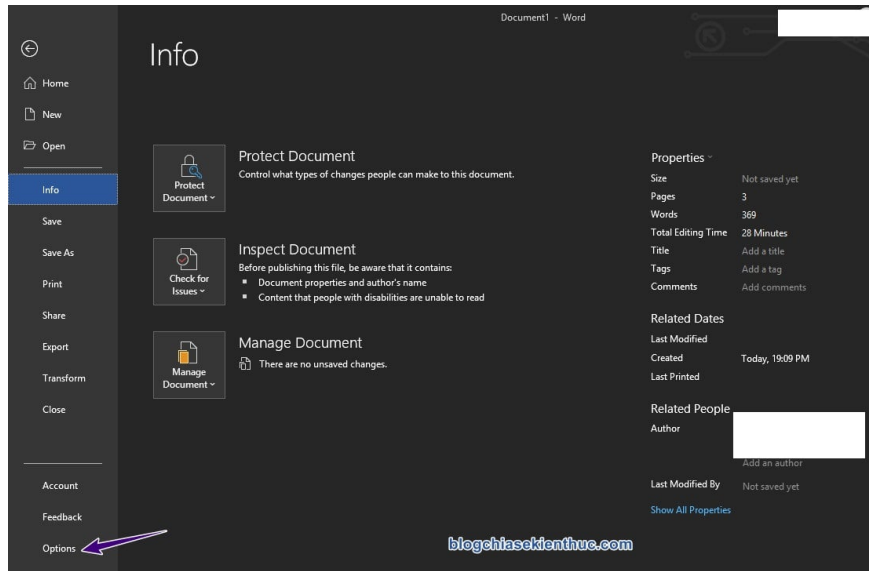 Document1 - Word
Info
Home
New
Open
Info
Save
Save As
Print
Share
Export
Transform
Close
Account
Feedback
Options
Protect Document
Protect Document
Control what types of changes people can make to this document.
Check for Issues
Inspect Document
Before publishing this file, be aware that it contains:
Document properties and author's name
Content that people with disabilities are unable to read
Manage Document
Manage Document
There are no unsaved changes.
Properties
Size Not saved yet
Pages 3
Words 369
Total Editing Time 28 Minutes
Title Add a title
Tags Add a tag
Comments Add comments
Related Dates
Last Modified
Created Today, 19:09 PM
Last Printed
Related People
Author
Add an author
Last Modified By Not saved yet
Show All Properties
blogchiasekienthuc.com